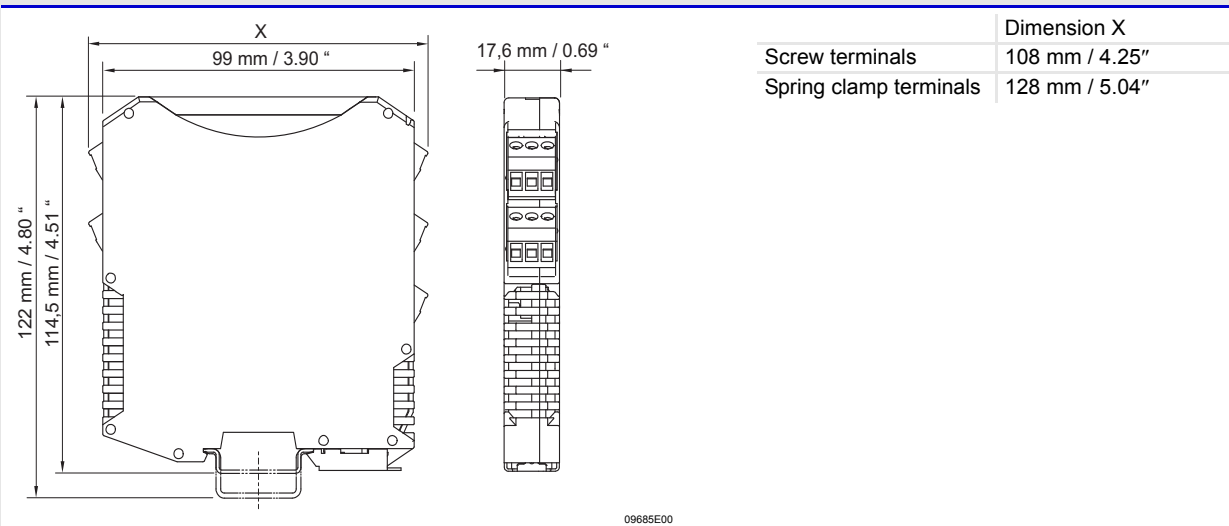 X
99 mm / 3.90 “
17,6 mm / 0.69 “
122 mm / 4.80 “
114,5 mm / 4.51 “
Dimension X
Screw terminals 108 mm / 4.25″
Spring clamp terminals 128 mm / 5.04″
09685E00